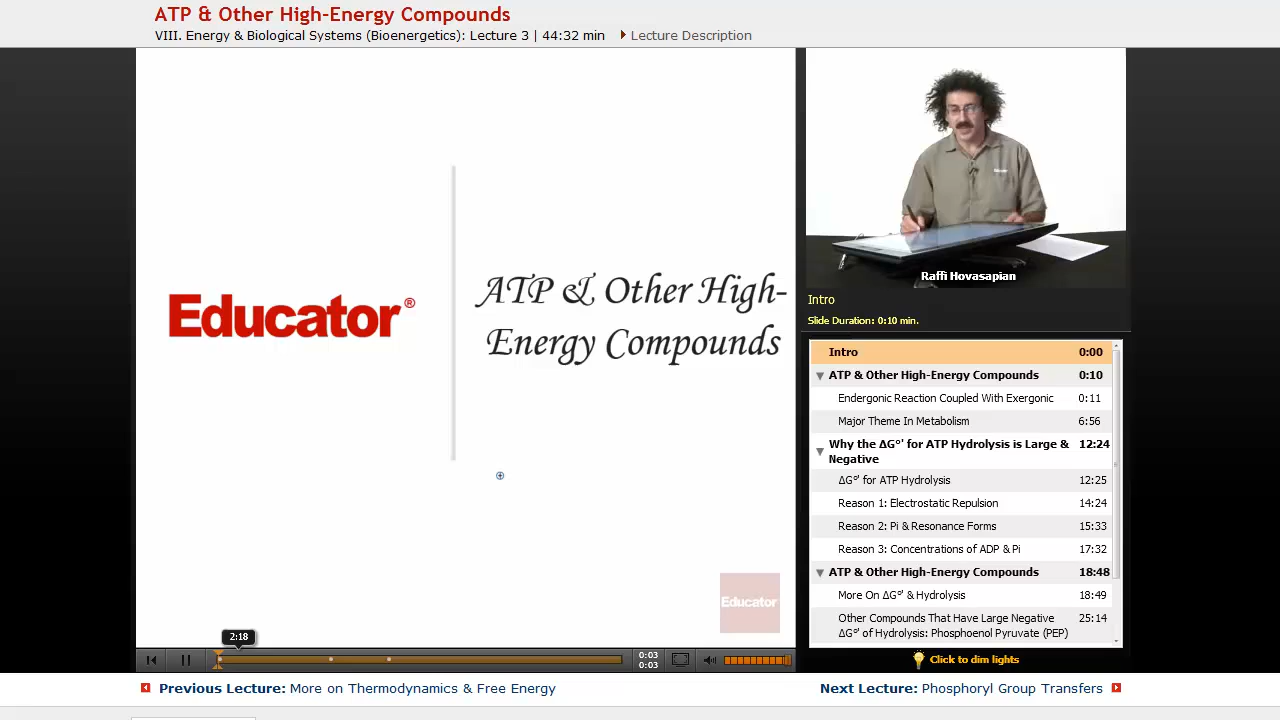 ATP & Other High-Energy Compounds
VIII. Energy & Biological Systems (Bioenergetics): Lecture 3 | 44:32 min
Lecture Description
Educator®
ATP & Other High-
Energy Compounds
Educator
2:18
0:03
0:03
Raffi Hovasapian
Intro
Slide Duration: 0:10 min.
Intro 0:00
ATP & Other High-Energy Compounds 0:10
Endergonic Reaction Coupled With Exergonic 0:11
Major Theme In Metabolism 6:56
Why the ΔG°' for ATP Hydrolysis is Large & 12:24
Negative
ΔG°' for ATP Hydrolysis 12:25
Reason 1: Electrostatic Repulsion 14:24
Reason 2: Pi & Resonance Forms 15:33
Reason 3: Concentrations of ADP & Pi 17:32
ATP & Other High-Energy Compounds 18:48
More On ΔG°' & Hydrolysis 18:49
Other Compounds That Have Large Negative 25:14
ΔG°' of Hydrolysis: Phosphoenol Pyruvate (PEP)
Click to dim lights
Previous Lecture: More on Thermodynamics & Free Energy
Next Lecture: Phosphoryl Group Transfers